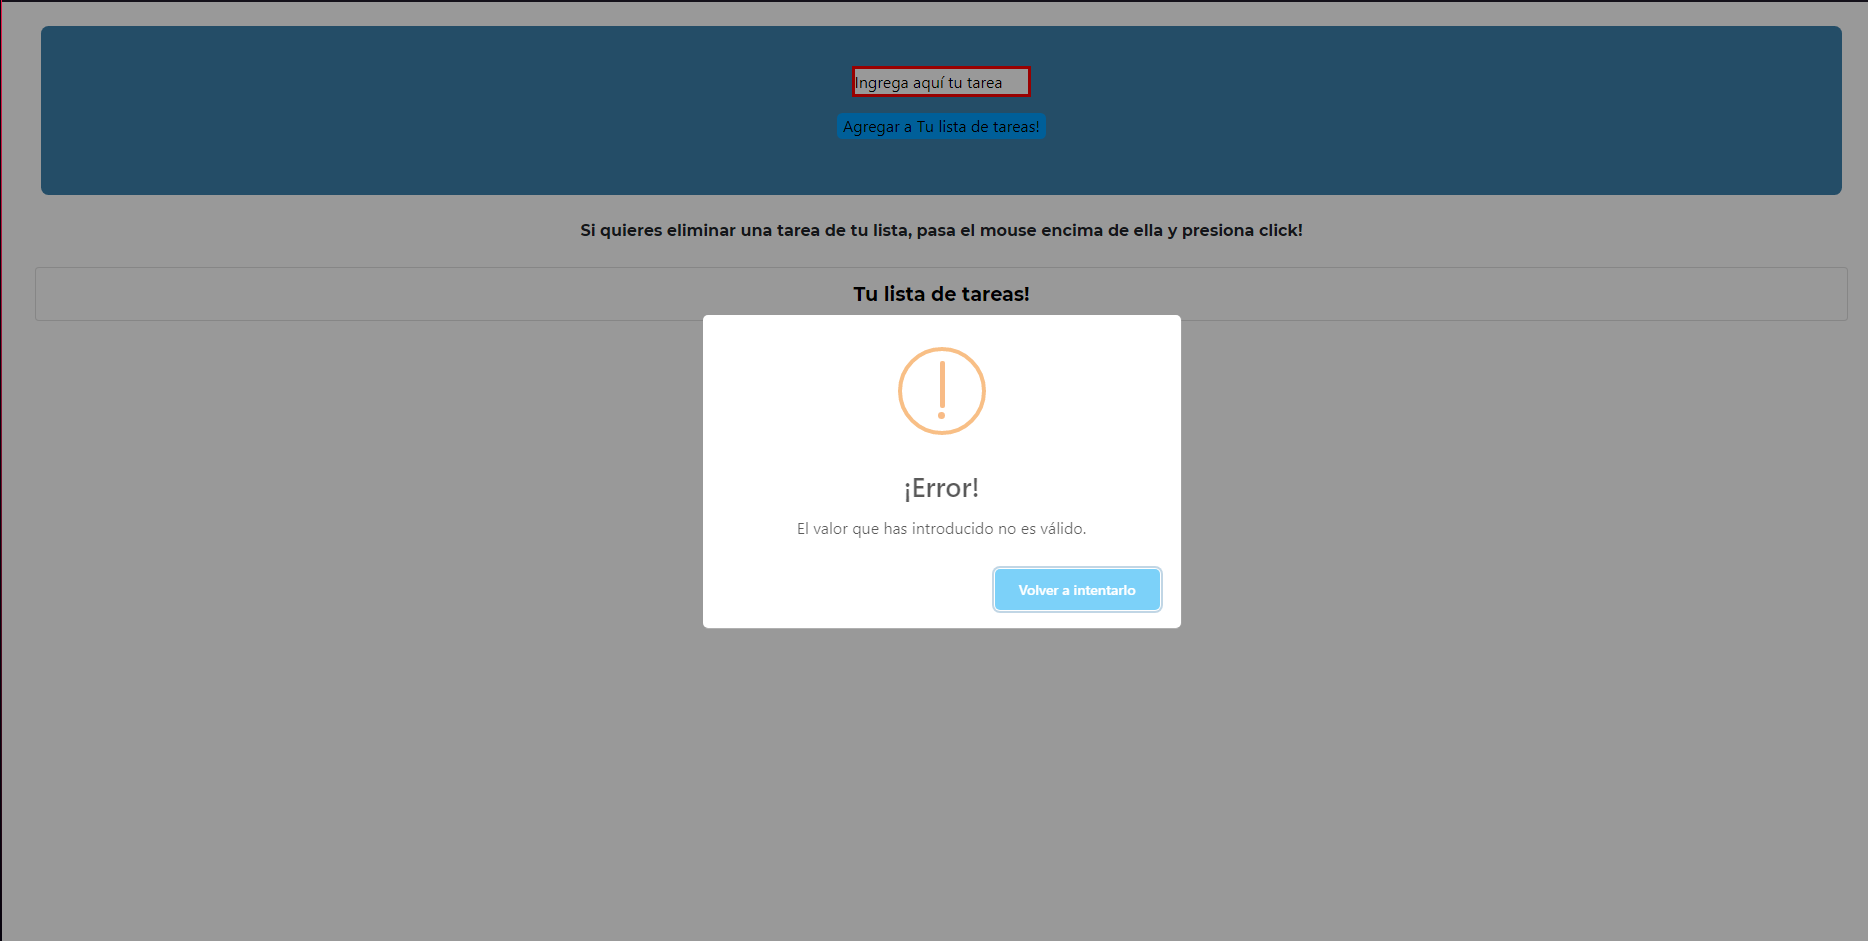 Ingrega aquí tu tarea
Agregar a Tu lista de tareas!
Si quieres eliminar una tarea de tu lista, pasa el mouse encima de ella y presiona click!
Tu lista de tareas!
¡Error!
El valor que has introducido no es válido.
Volver a intentarlo